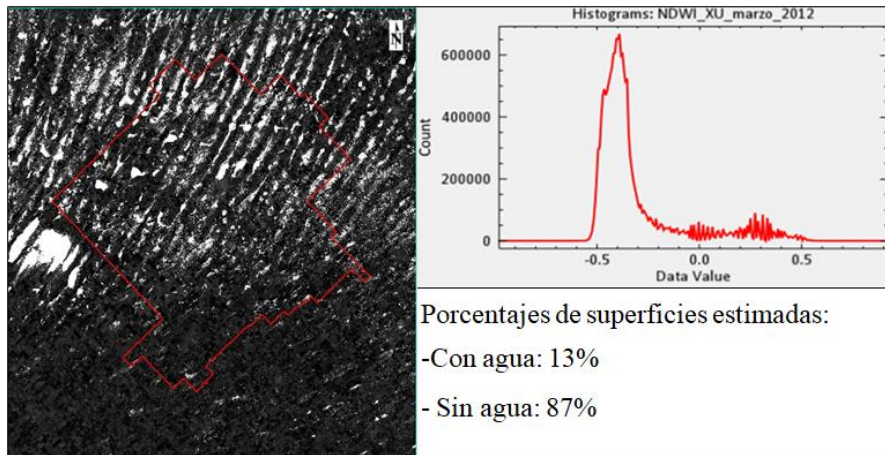 N
Histograms: NDWI_XU_marzo_2012
600000
400000
200000
0
Count
-0.5
0.0
0.5
Data Value
Porcentajes de superficies estimadas:
-Con agua: 13%
- Sin agua: 87%